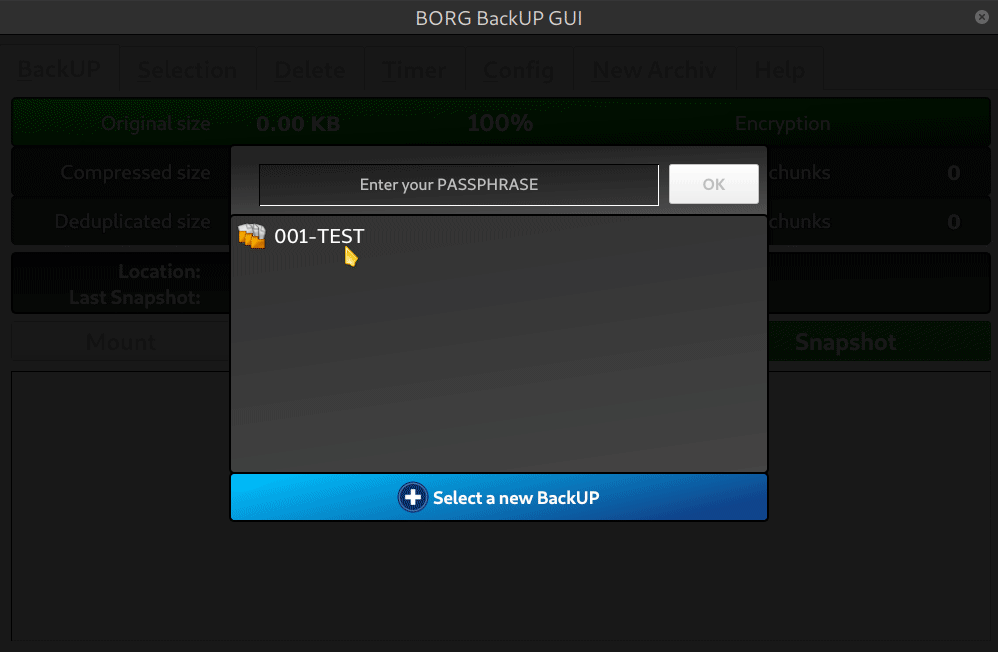 BORG BackUP GUI
BackUP Selection Delete Timer Config New Archiv Help
Original size 0.00 KB 100% Encryption
Compressed size chunks 0
Deduplicated size chunks 0
Enter your PASSPHRASE OK
001-TEST
Location:
Last Snapshot:
Mount Snapshot
Select a new BackUP